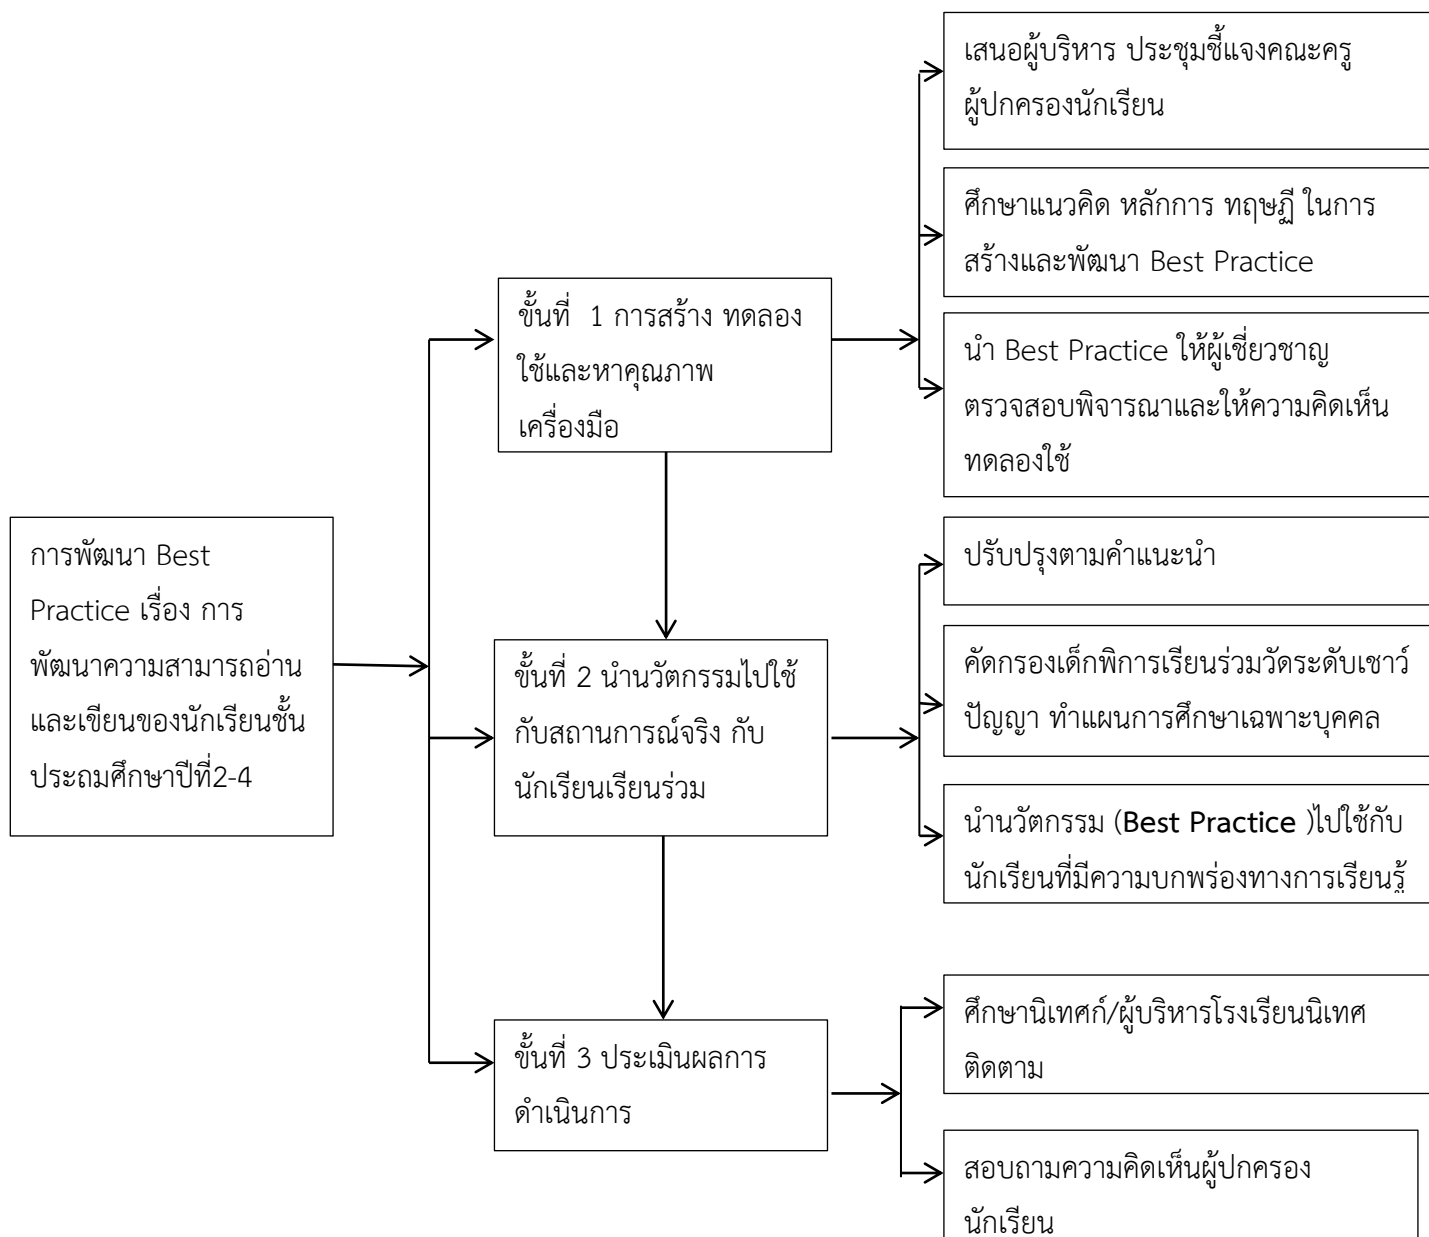 การพัฒนา Best
Practice เรื่อง การ
พัฒนาความสามารถอ่าน
และเขียนของนักเรียนชั้น
ประถมศึกษาปีที่2-4
ขั้นที่ 1 การสร้าง ทดลอง
ใช้และหาคุณภาพ
เครื่องมือ
เสนอผู้บริหาร ประชุมชี้แจงคณะครู
ผู้ปกครองนักเรียน
ศึกษาแนวคิด หลักการ ทฤษฏี ในการ
สร้างและพัฒนา Best Practice
นำ Best Practice ให้ผู้เชี่ยวชาญ
ตรวจสอบพิจารณาและให้ความคิดเห็น
ทดลองใช้
ขั้นที่ 2 นำนวัตกรรมไปใช้
กับสถานการณ์จริง กับ
นักเรียนเรียนร่วม
ปรับปรุงตามคำแนะนำ
คัดกรองเด็กพิการเรียนร่วมวัดระดับเชาว์
ปัญญา ทำแผนการศึกษาเฉพาะบุคคล
นำนวัตกรรม (Best Practice )ไปใช้กับ
นักเรียนที่มีความบกพร่องทางการเรียนรู้
ขั้นที่ 3 ประเมินผลการ
ดำเนินการ
ศึกษานิเทศก์/ผู้บริหารโรงเรียนนิเทศ
ติดตาม
สอบถามความคิดเห็นผู้ปกครอง
นักเรียน